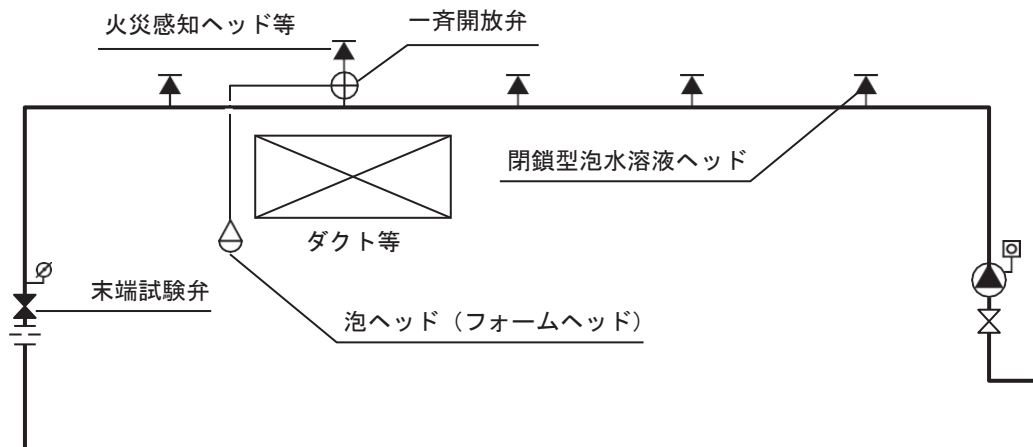 火災感知ヘッド等
一斉開放弁
閉鎖型泡水溶液ヘッド
ダクト等
末端試験弁
泡ヘッド（フォームヘッド）